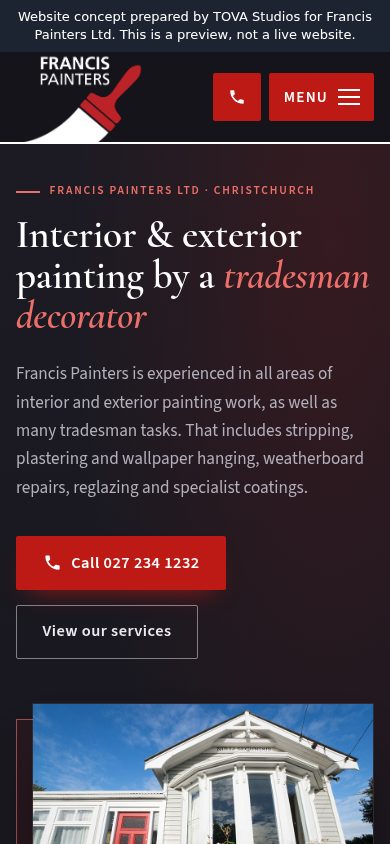 Website concept prepared by TOVA Studios for Francis
Painters Ltd. This is a preview, not a live website.
FRANCIS
PAINTERS
MENU
FRANCIS PAINTERS LTD · CHRISTCHURCH
Interior & exterior
painting by a tradesman
decorator
Francis Painters is experienced in all areas of
interior and exterior painting work, as well as
many tradesman tasks. That includes stripping,
plastering and wallpaper hanging, weatherboard
repairs, reglazing and specialist coatings.
Call 027 234 1232
View our services